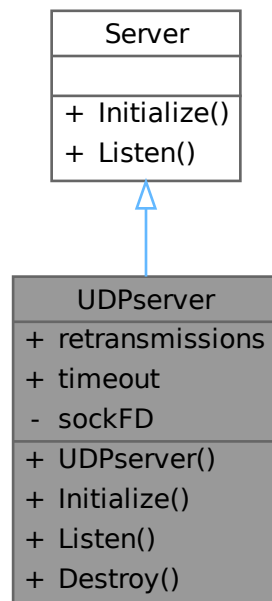 Server
+ Initialize()
+ Listen()
UDPserver
+ retransmissions
+ timeout
- sockFD
+ UDPserver()
+ Initialize()
+ Listen()
+ Destroy()